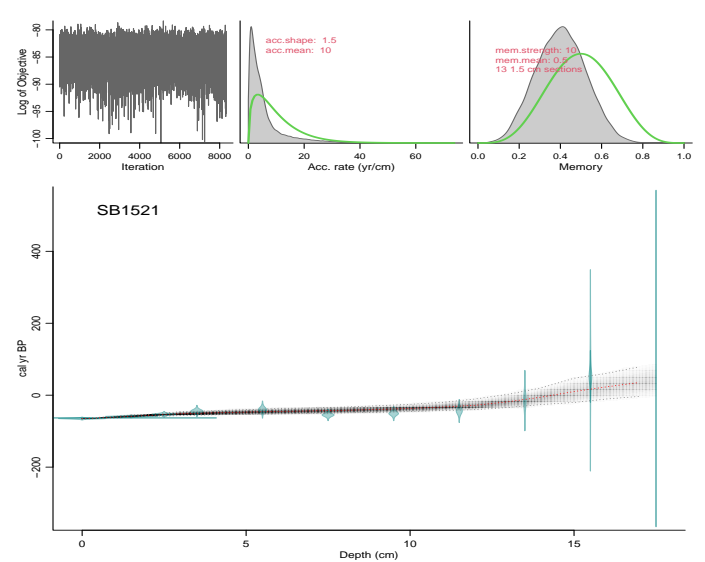 Log of Objective
−80
−85
−90
−95
−100
0 2000 4000 6000 8000
Iteration
acc.shape: 1.5
acc.mean: 10
0 20 40 60
Acc. rate (yr/cm)
mem.strength: 10
mem.mean: 0.5
13 1.5 cm sections
0.0 0.2 0.4 0.6 0.8 1.0
Memory
SB1521
cal yr BP
400
200
0
−200
0 5 10 15
Depth (cm)